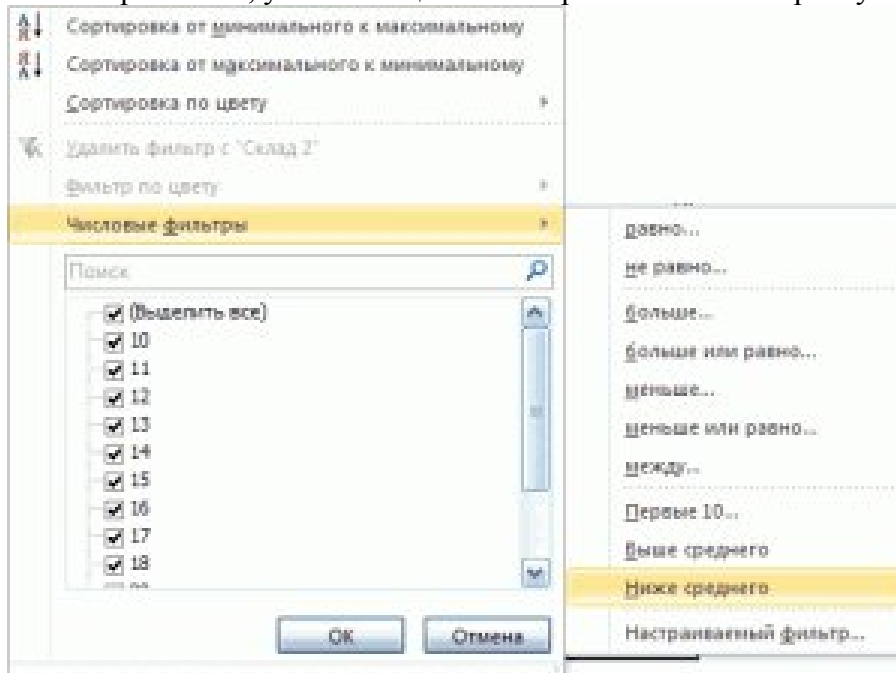 Сортировка от минимального к максимальному
Сортировка от максимального к минимальному
Сортировка по цвету
Удалить фильтр с "Склад 2"
Фильтр по цвету
Числовые фильтры
Поиск
(Выделить все)
10
11
12
13
14
15
16
17
18
ОК
Отмена
равно...
не равно...
больше...
больше или равно...
меньше...
меньше или равно...
между...
Первые 10...
Выше среднего
Ниже среднего
Настраиваемый фильтр...